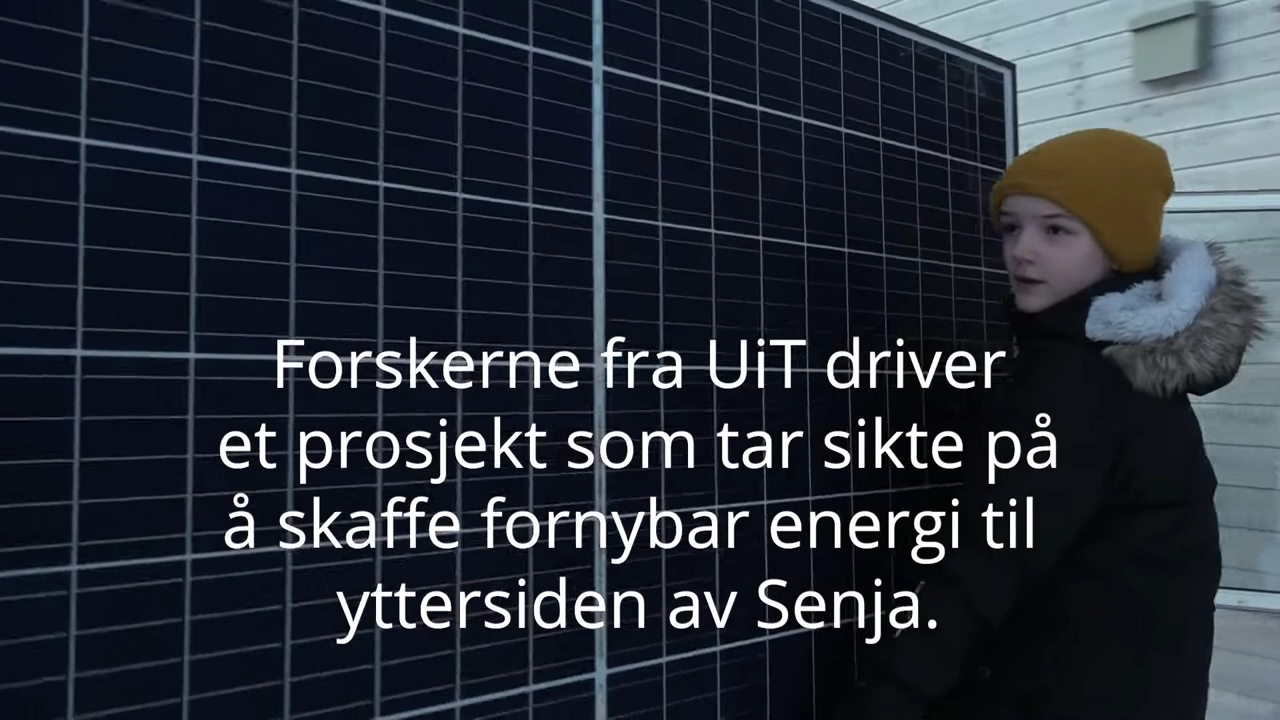 Forskerne fra UiT driver
et prosjekt som tar sikte på
å skaffe fornybar energi til
yttersiden av Senja.